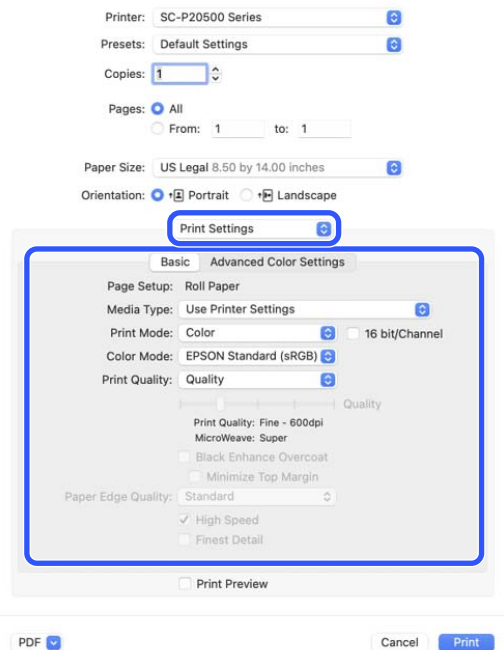 Printer: SC-P20500 Series
Presets: Default Settings
Copies: 1
Pages: All
From: 1 to: 1
Paper Size: US Legal 8.50 by 14.00 inches
Orientation: Portrait Landscape
Print Settings
Basic Advanced Color Settings
Page Setup: Roll Paper
Media Type: Use Printer Settings
Print Mode: Color 16 bit/Channel
Color Mode: EPSON Standard (sRGB)
Print Quality: Quality
Quality
Print Quality: Fine - 600dpi
MicroWeave: Super
Black Enhance Overcoat
Minimize Top Margin
Paper Edge Quality: Standard
High Speed
Finest Detail
Print Preview
PDF Cancel Print